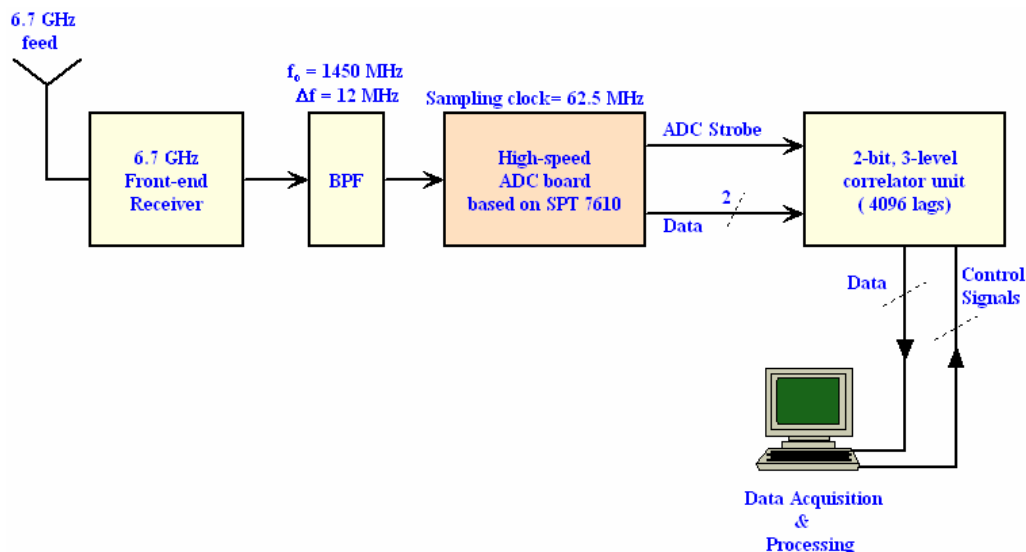 6.7 GHz
feed
fo = 1450 MHz
Δf = 12 MHz
Sampling clock= 62.5 MHz
6.7 GHz
Front-end
Receiver
BPF
High-speed
ADC board
based on SPT 7610
ADC Strobe
2
Data
2-bit, 3-level
correlator unit
( 4096 lags)
Data
Control
Signals
Data Acquisition
&
Processing